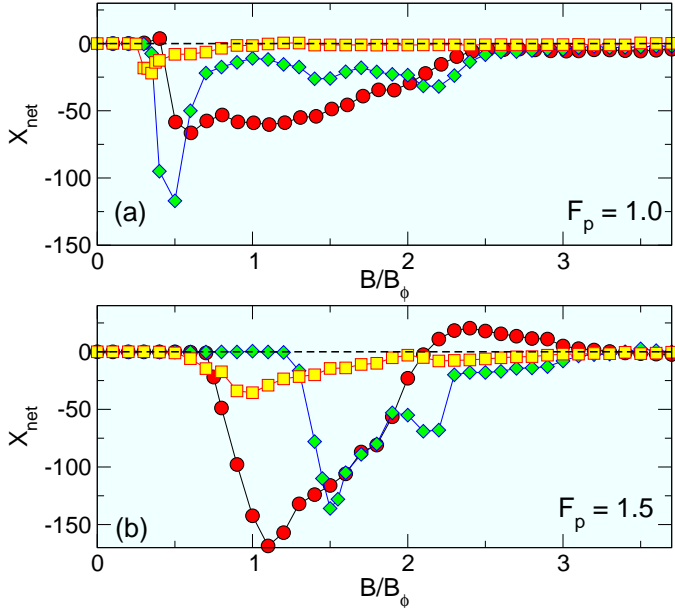 0
-50
-100
-150
X_net
(a)
F_p = 1.0
0 1 2 3
B/B_ϕ
0
-50
-100
-150
X_net
(b)
F_p = 1.5
0 1 2 3
B/B_ϕ